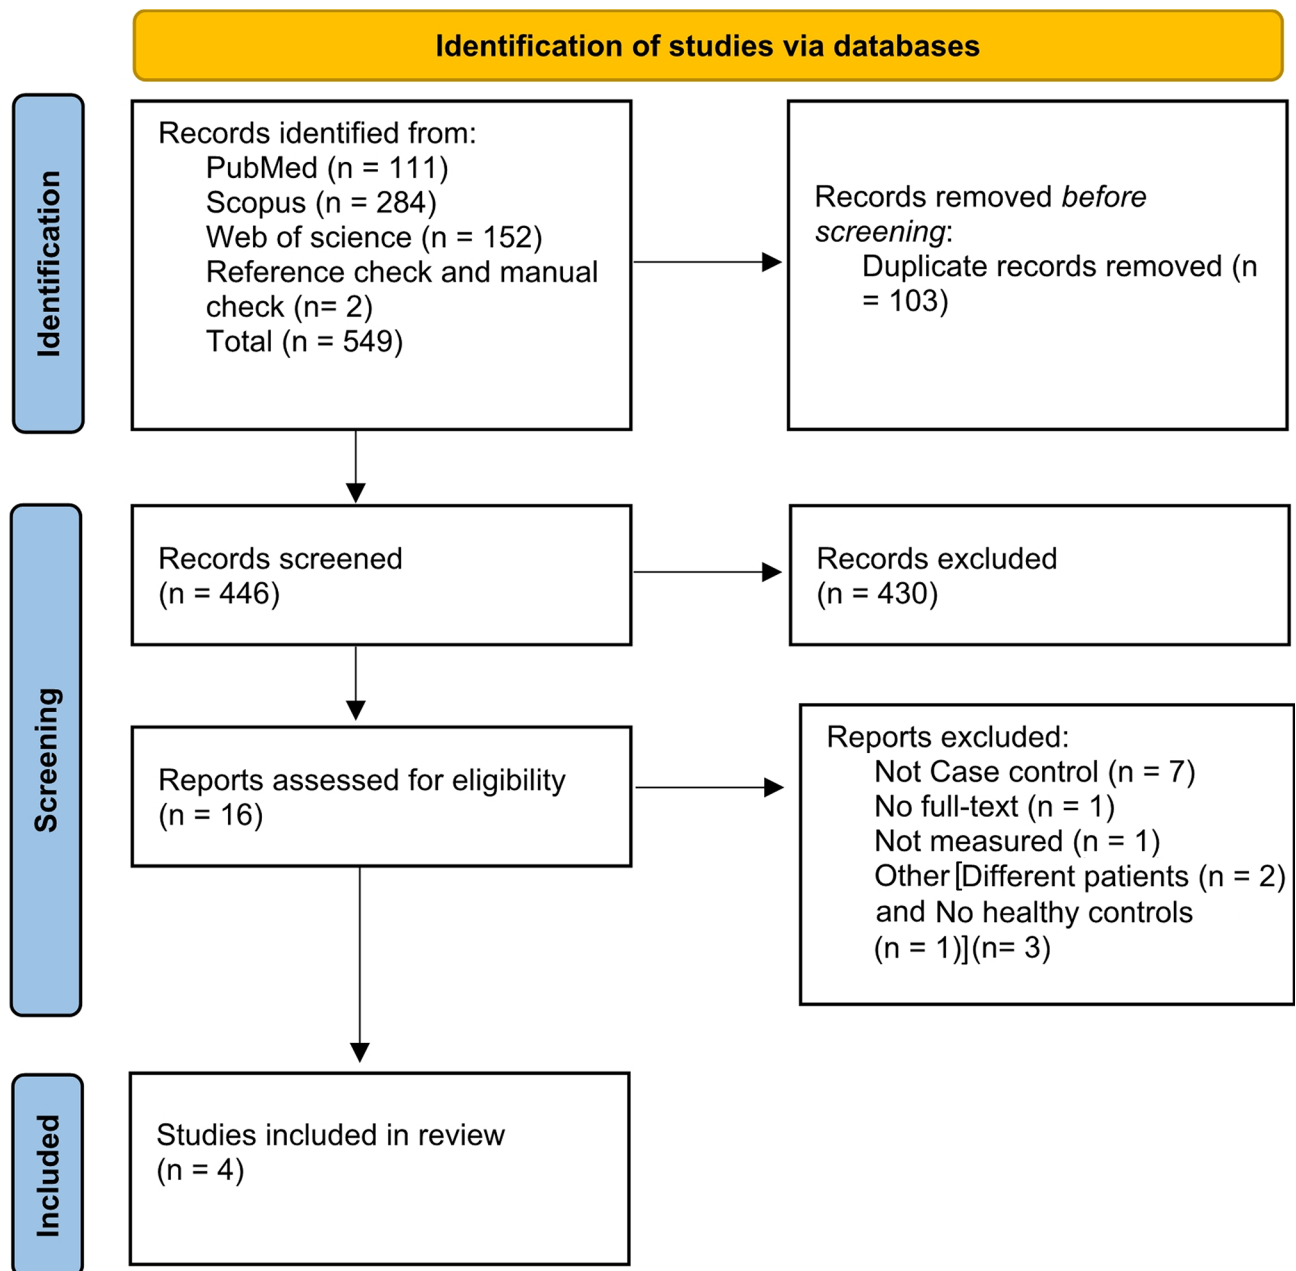 Identification of studies via databases
Identification
Records identified from:
PubMed (n = 111)
Scopus (n = 284)
Web of science (n = 152)
Reference check and manual
check (n= 2)
Total (n = 549)
Records removed before
screening:
Duplicate records removed (n
= 103)
Screening
Records screened
(n = 446)
Records excluded
(n = 430)
Reports assessed for eligibility
(n = 16)
Reports excluded:
Not Case control (n = 7)
No full-text (n = 1)
Not measured (n = 1)
Other [Different patients (n = 2)
and No healthy controls
(n = 1)](n= 3)
Included
Studies included in review
(n = 4)